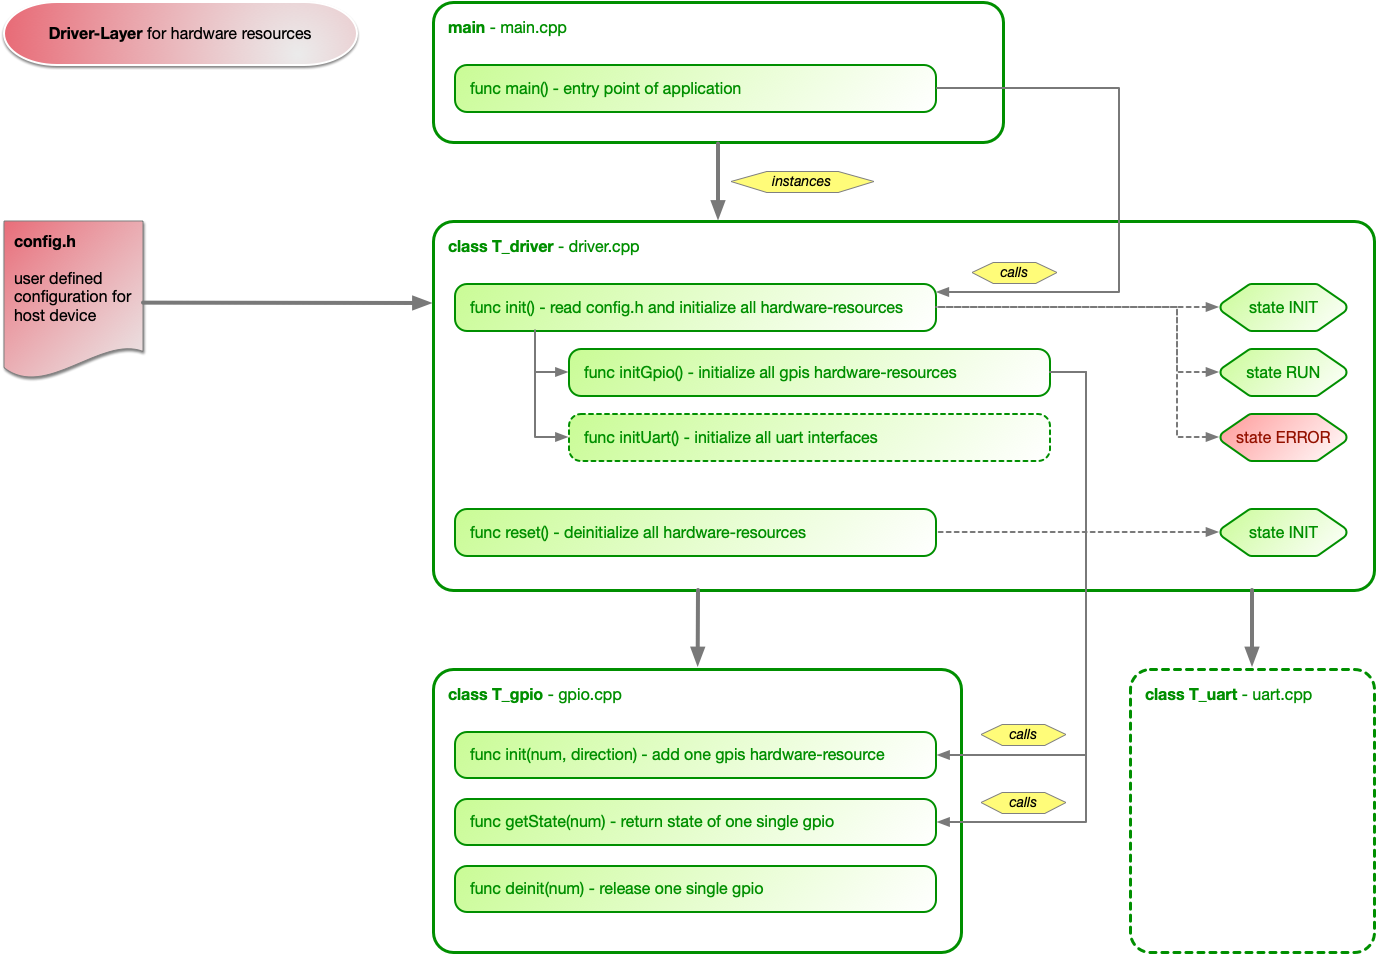 Driver-Layer for hardware resources
main - main.cpp
func main() - entry point of application
instances
config.h
user defined
configuration for
host device
class T_driver - driver.cpp
calls
func init() - read config.h and initialize all hardware-resources
state INIT
func initGpio() - initialize all gpis hardware-resources
state RUN
func initUart() - initialize all uart interfaces
state ERROR
func reset() - deinitialize all hardware-resources
state INIT
class T_gpio - gpio.cpp
class T_uart - uart.cpp
calls
func init(num, direction) - add one gpis hardware-resource
calls
func getState(num) - return state of one single gpio
func deinit(num) - release one single gpio